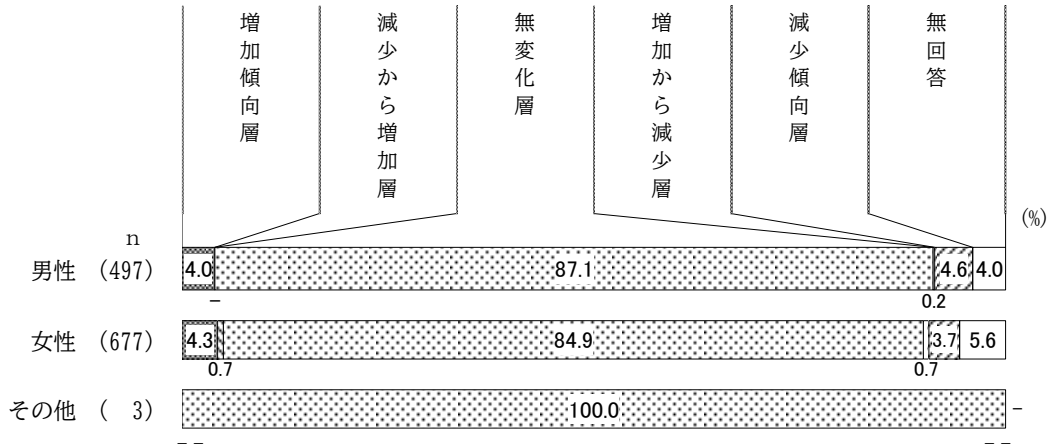 増加傾向層
減少から増加層
無変化層
増加から減少層
減少傾向層
無回答
(%)
n
男性 (497) 4.0 87.1 4.6 4.0
- 0.2
女性 (677) 4.3 84.9 3.7 5.6
0.7 0.7
その他 ( 3) 100.0 -
- - - -